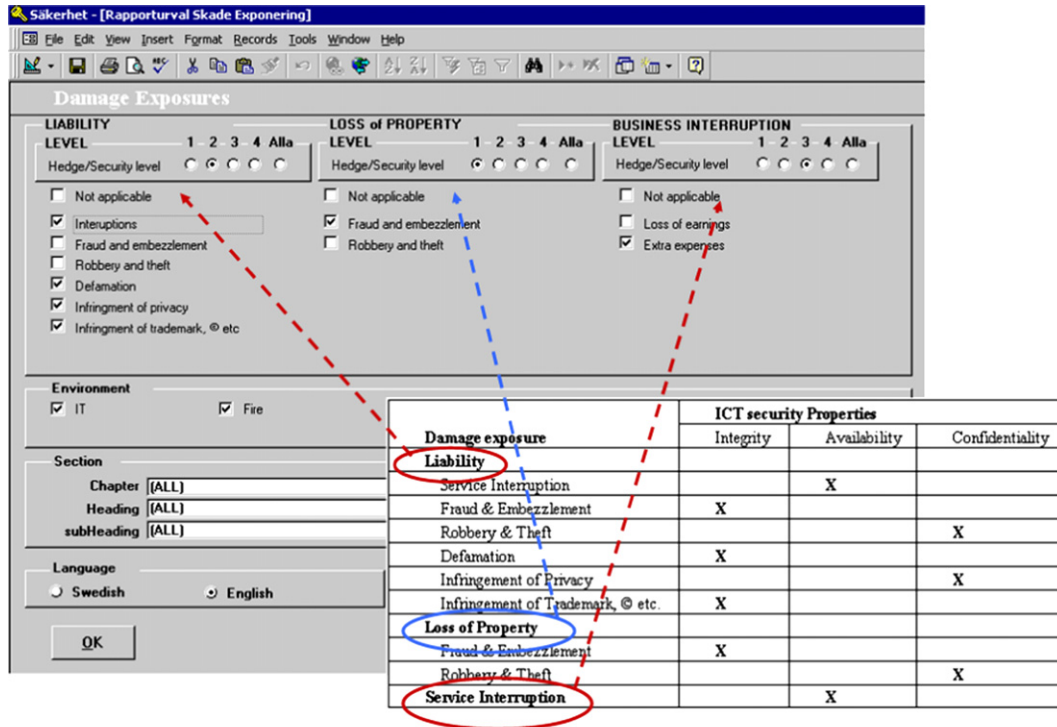 Säkerhet - [Rapporturval Skade Exponering]
File Edit View Insert Format Records Tools Window Help
Damage Exposures
LIABILITY
LEVEL 1 - 2 - 3 - 4 Alla
Hedge/Security level
Not applicable
Interuptions
Fraud and embezzlement
Robbery and theft
Defamation
Infringment of privacy
Infringment of trademark, © etc
LOSS of PROPERTY
LEVEL 1 - 2 - 3 - 4 Alla
Hedge/Security level
Not applicable
Fraud and embezzlement
Robbery and theft
BUSINESS INTERRUPTION
LEVEL 1 - 2 - 3 - 4 Alla
Hedge/Security level
Not applicable
Loss of earnings
Extra expenses
Environment
IT Fire
Section
Chapter (ALL)
Heading (ALL)
subHeading (ALL)
Language
Swedish English
OK
ICT security Properties
Damage exposure Integrity Availability Confidentiality
Liability
Service Interruption X
Fraud & Embezzlement X
Robbery & Theft X
Defamation X
Infringement of Privacy X
Infringement of Trademark, © etc. X
Loss of Property
Fraud & Embezzlement X
Robbery & Theft X
Service Interruption X